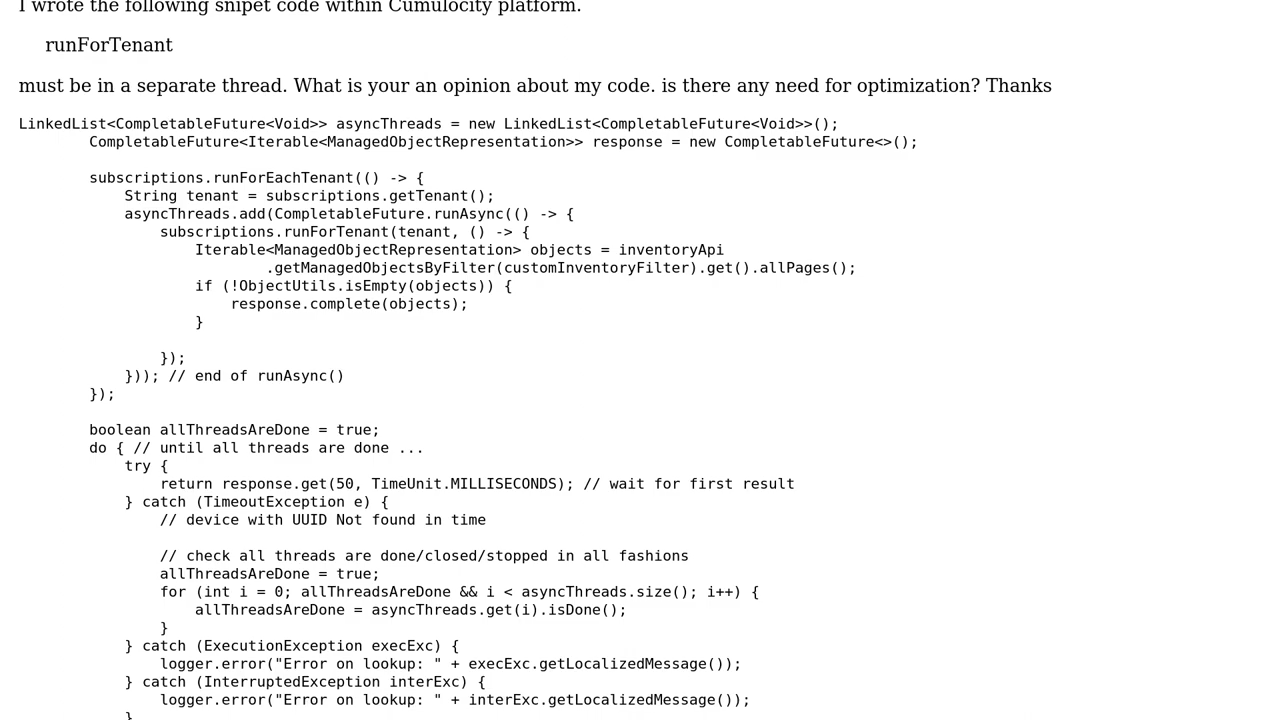 I wrote the following snipet code within Cumulocity platform.
runForTenant
must be in a separate thread. What is your an opinion about my code. is there any need for optimization? Thanks
LinkedList<CompletableFuture<Void>> asyncThreads = new LinkedList<CompletableFuture<Void>>();
        CompletableFuture<Iterable<ManagedObjectRepresentation>> response = new CompletableFuture<>();

        subscriptions.runForEachTenant(() -> {
            String tenant = subscriptions.getTenant();
            asyncThreads.add(CompletableFuture.runAsync(() -> {
                subscriptions.runForTenant(tenant, () -> {
                    Iterable<ManagedObjectRepresentation> objects = inventoryApi
                            .getManagedObjectsByFilter(customInventoryFilter).get().allPages();
                    if (!ObjectUtils.isEmpty(objects)) {
                        response.complete(objects);
                    }

                });
            })); // end of runAsync()
        });

        boolean allThreadsAreDone = true;
        do { // until all threads are done ...
            try {
                return response.get(50, TimeUnit.MILLISECONDS); // wait for first result
            } catch (TimeoutException e) {
                // device with UUID Not found in time

                // check all threads are done/closed/stopped in all fashions
                allThreadsAreDone = true;
                for (int i = 0; allThreadsAreDone && i < asyncThreads.size(); i++) {
                    allThreadsAreDone = asyncThreads.get(i).isDone();
                }
            } catch (ExecutionException execExc) {
                logger.error("Error on lookup: " + execExc.getLocalizedMessage());
            } catch (InterruptedException interExc) {
                logger.error("Error on lookup: " + interExc.getLocalizedMessage());
            }